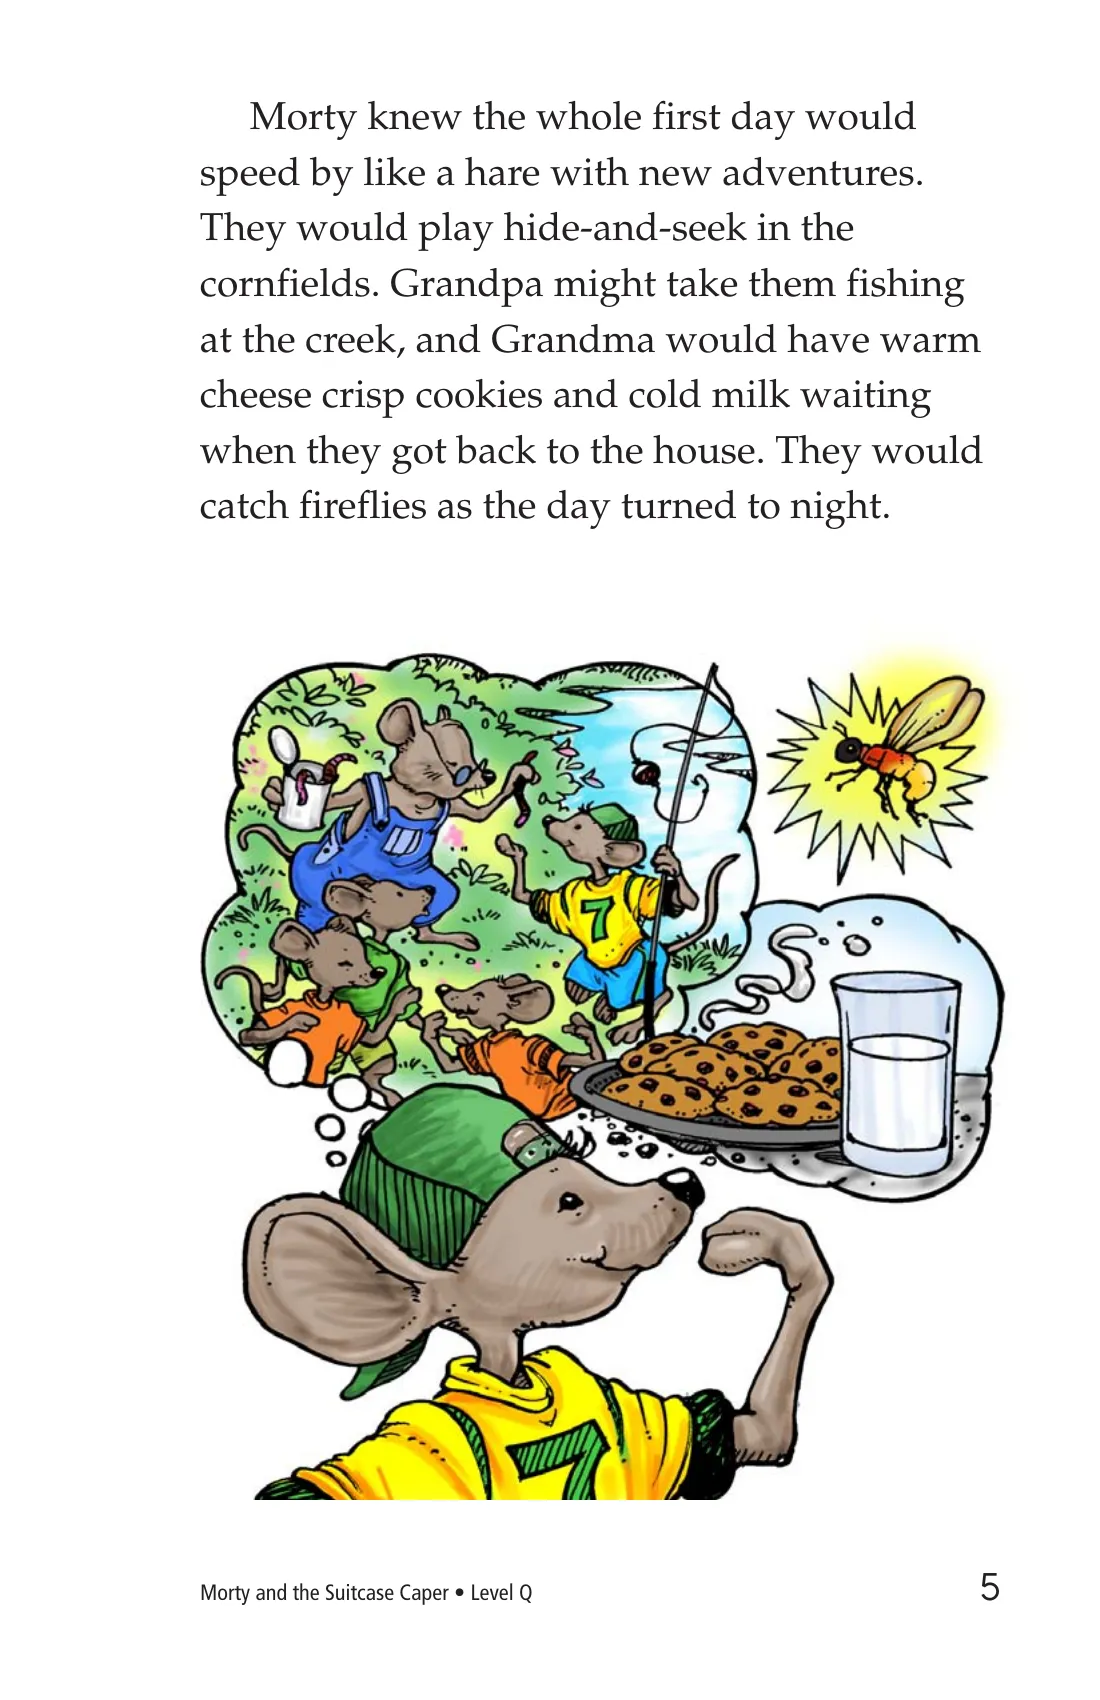 Morty knew the whole first day would
speed by like a hare with new adventures.
They would play hide-and-seek in the
cornfields. Grandpa might take them fishing
at the creek, and Grandma would have warm
cheese crisp cookies and cold milk waiting
when they got back to the house. They would
catch fireflies as the day turned to night.
7
7
Morty and the Suitcase Caper • Level Q
5